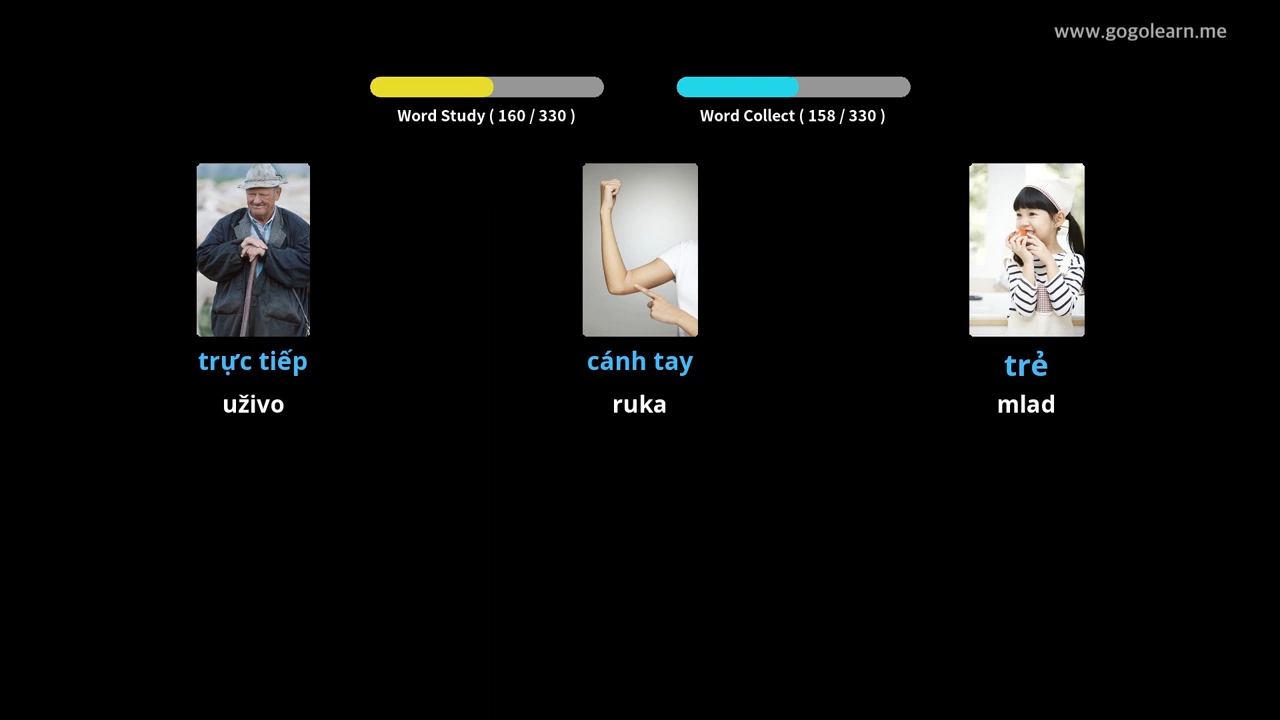 www.gogolearn.me
Word Study ( 160 / 330 )
Word Collect ( 158 / 330 )
trực tiếp
cánh tay
trẻ
uživo
ruka
mlad